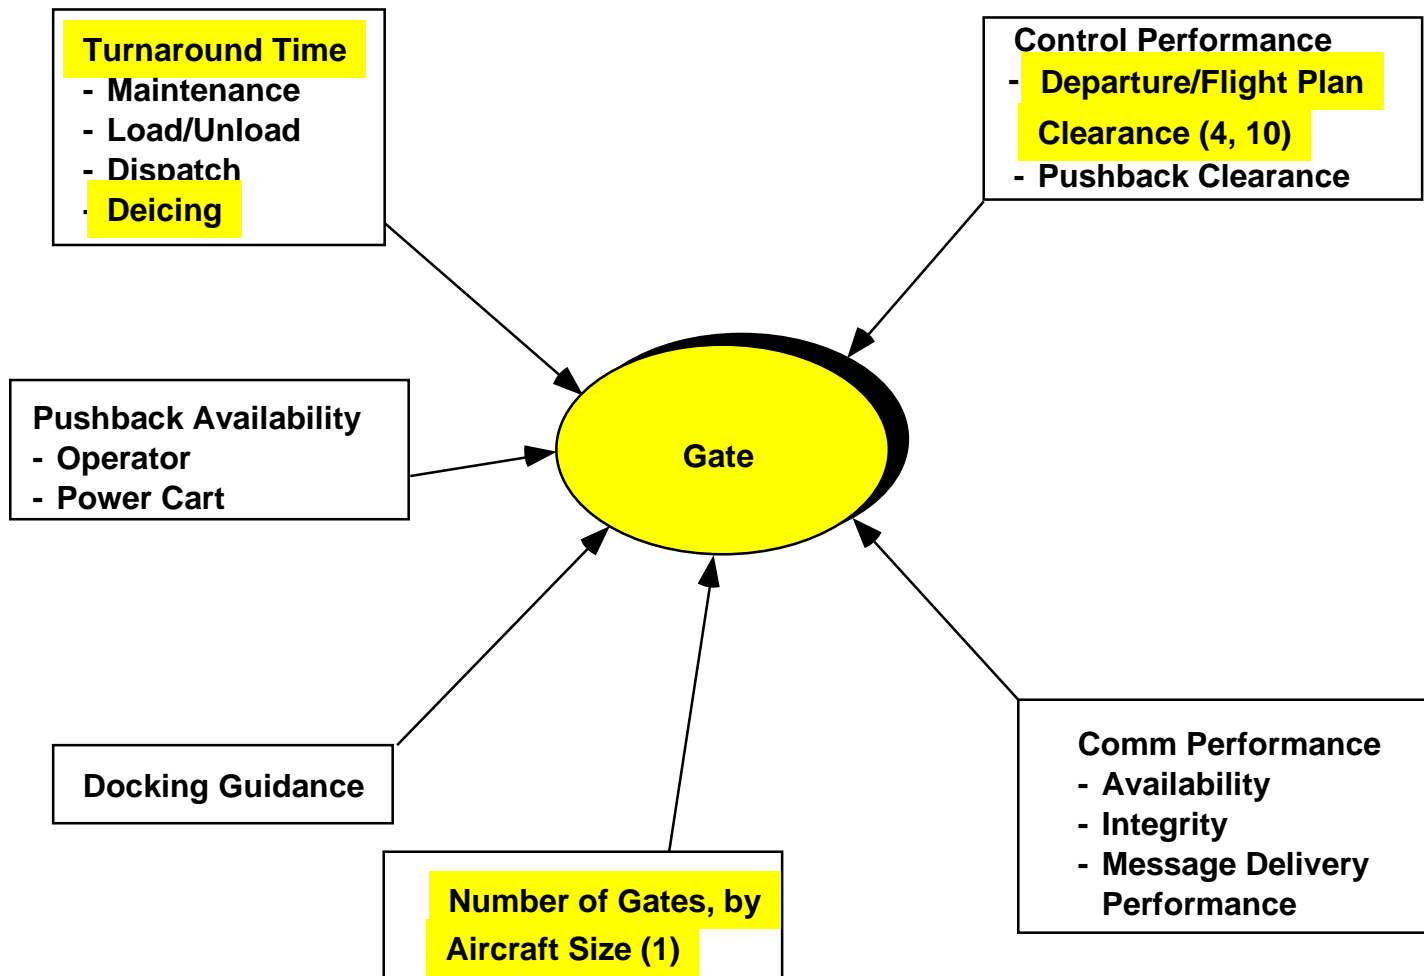 Turnaround Time
- Maintenance
- Load/Unload
- Dispatch
- Deicing
Control Performance
- Departure/Flight Plan
Clearance (4, 10)
- Pushback Clearance
Pushback Availability
- Operator
- Power Cart
Gate
Docking Guidance
Number of Gates, by
Aircraft Size (1)
Comm Performance
- Availability
- Integrity
- Message Delivery
Performance